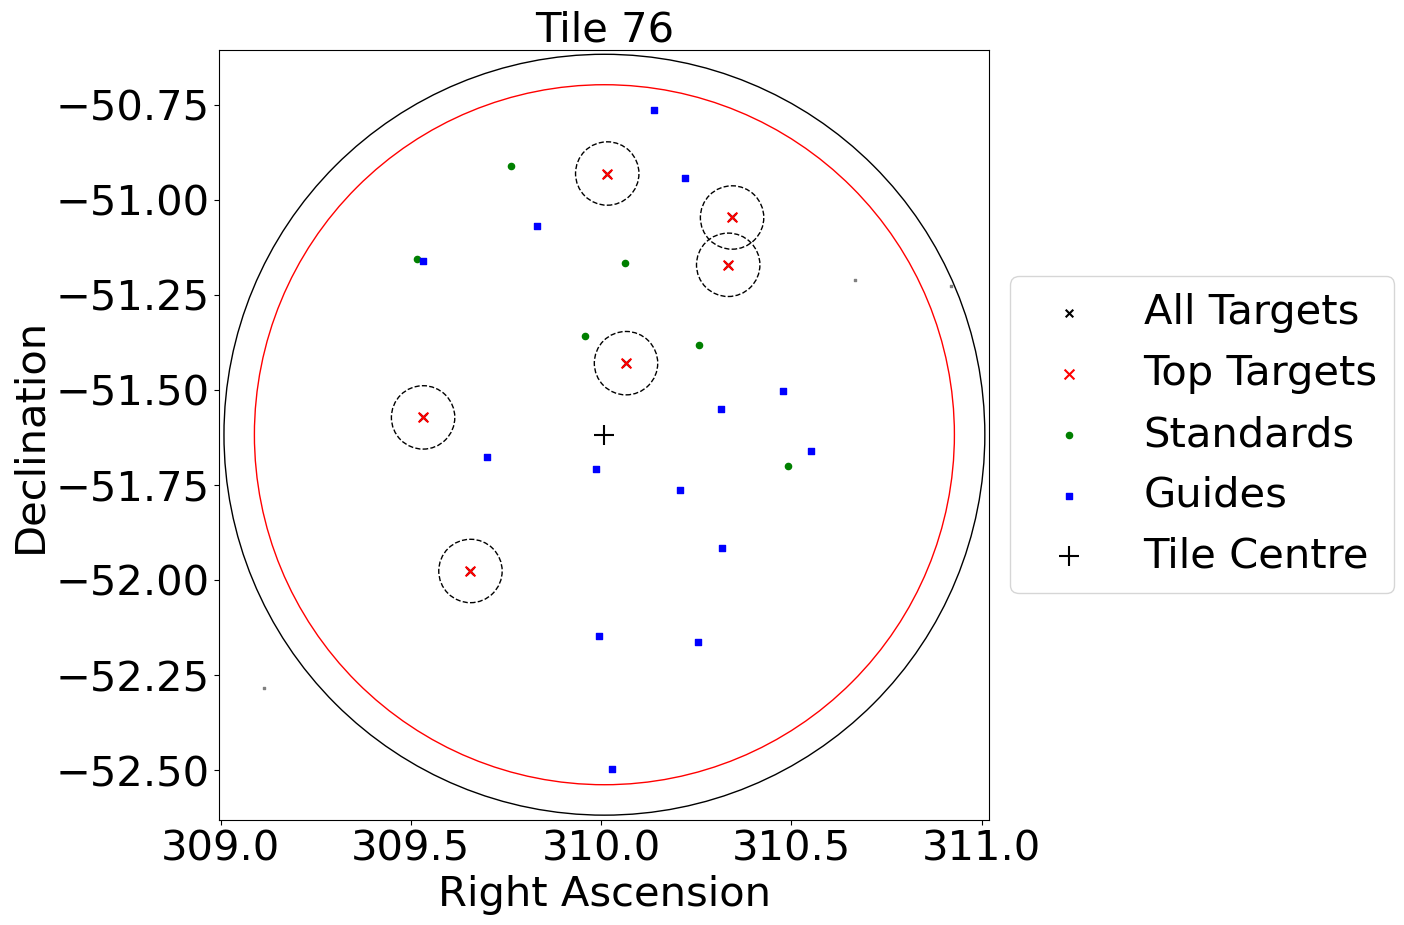 Tile 76
−50.75
−51.00
−51.25
−51.50
−51.75
−52.00
−52.25
−52.50
Declination
309.0 309.5 310.0 310.5 311.0
Right Ascension
All Targets
Top Targets
Standards
Guides
Tile Centre